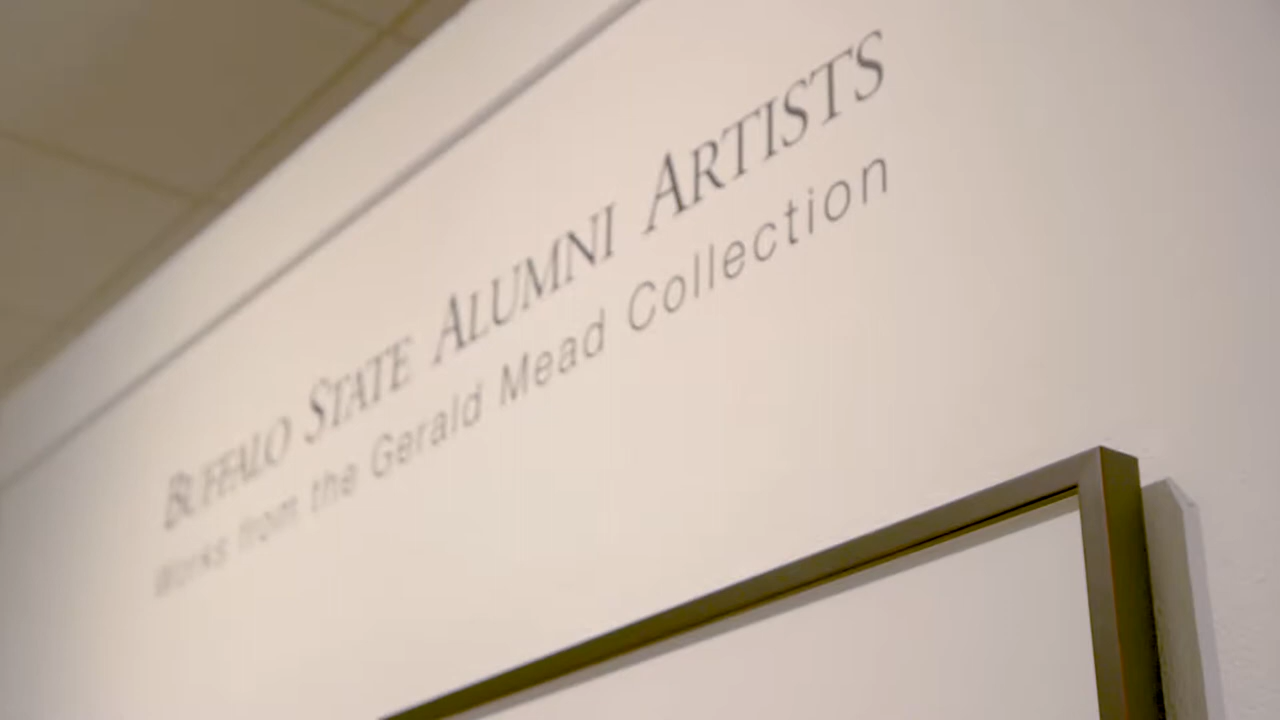 BUFFALO STATE ALUMNI ARTISTS
Works from the Gerald Mead Collection